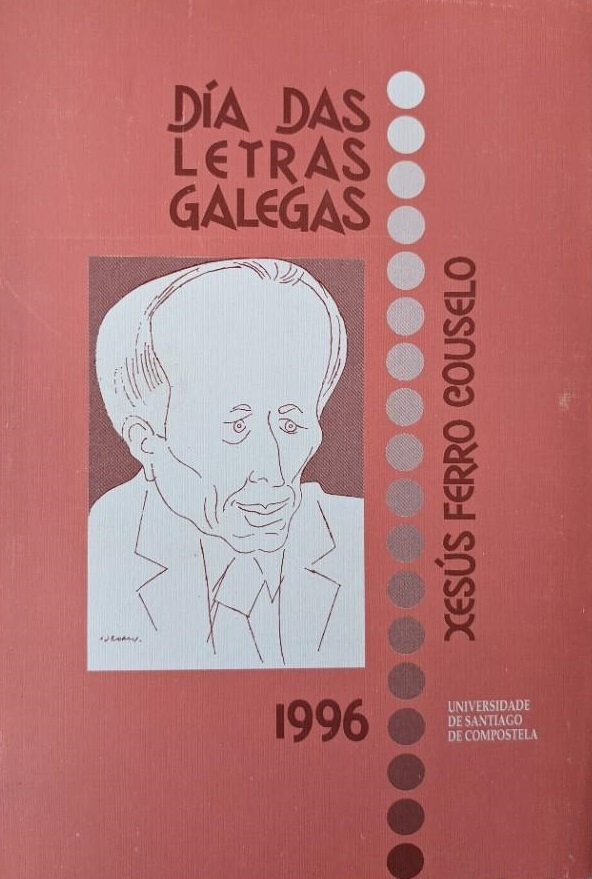 DÍA DAS
LETRAS
GALEGAS
XESÚS FERRO COUSELO
1996
UNIVERSIDADE
DE SANTIAGO
DE COMPOSTELA